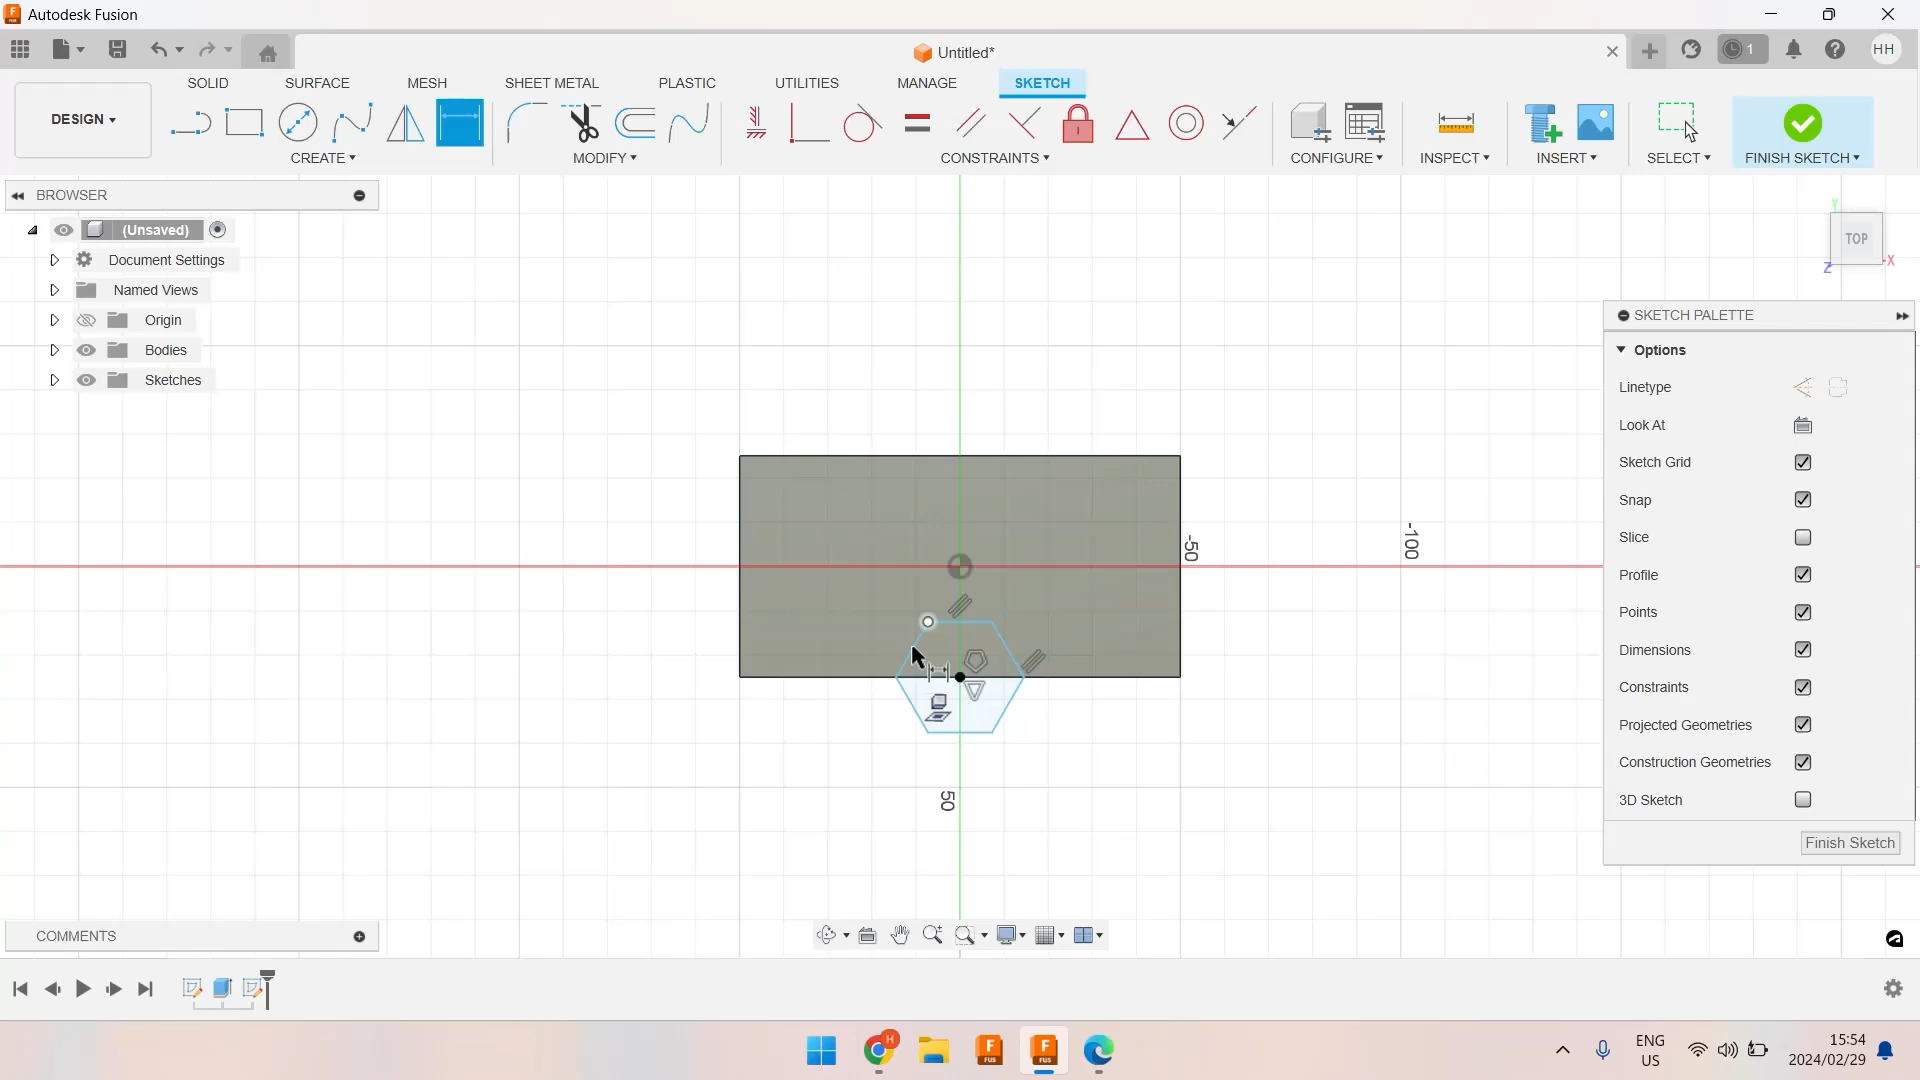 Autodesk Fusion
Untitled*
1
HH
SOLID
SURFACE
MESH
SHEET METAL
PLASTIC
UTILITIES
MANAGE
SKETCH
DESIGN
CREATE
MODIFY
CONSTRAINTS
CONFIGURE
INSPECT
INSERT
SELECT
FINISH SKETCH
BROWSER
(Unsaved)
Document Settings
Named Views
Origin
Bodies
Sketches
Y
TOP
X
Z
-50
-100
50
SKETCH PALETTE
Options
Linetype
Look At
Sketch Grid
Snap
Slice
Profile
Points
Dimensions
Constraints
Projected Geometries
Construction Geometries
3D Sketch
Finish Sketch
COMMENTS
H
F
FUS
F
FUS
ENG
US
15:54
2024/02/29